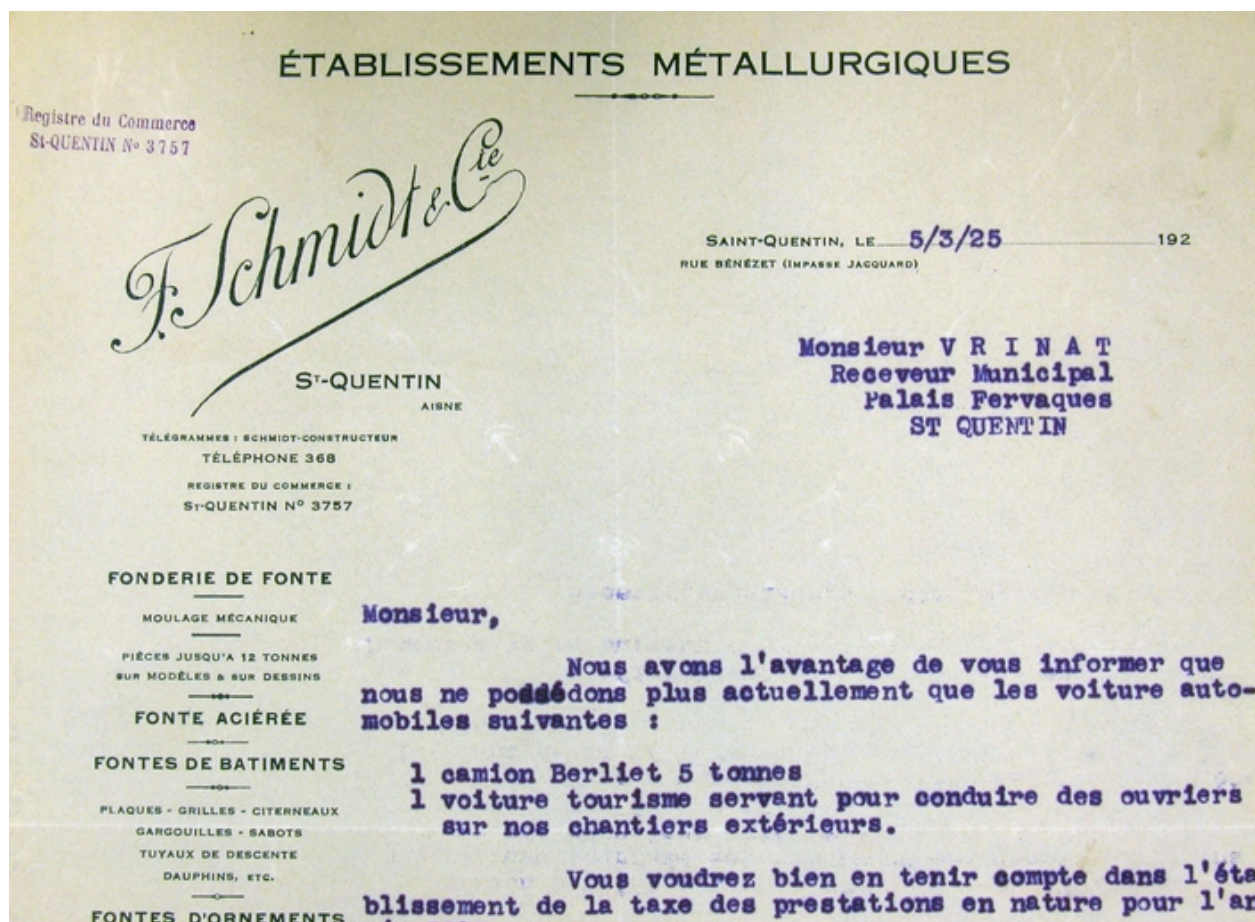 ÉTABLISSEMENTS MÉTALLURGIQUES
Registre du Commerce
St-QUENTIN No 3757
F. Schmidt & Cie
ST-QUENTIN
AISNE
TÉLÉGRAMMES : SCHMIDT-CONSTRUCTEUR
TÉLÉPHONE 368
REGISTRE DU COMMERCE :
ST-QUENTIN No 3757
SAINT-QUENTIN, LE 5/3/25 192
RUE BÉNÉZET (IMPASSE JACQUARD)
Monsieur V R I N A T
Receveur Municipal
Palais Fervaques
ST QUENTIN
FONDERIE DE FONTE
MOULAGE MÉCANIQUE
PIÈCES JUSQU'A 12 TONNES
SUR MODÈLES & SUR DESSINS
FONTE ACIÉRÉE
FONTES DE BATIMENTS
PLAQUES - GRILLES - CITERNEAUX
GARGOUILLES - SABOTS
TUYAUX DE DESCENTE
DAUPHINS, ETC.
FONTES D'ORNEMENTS
Monsieur,
Nous avons l'avantage de vous informer que
nous ne possédons plus actuellement que les voiture auto-
mobiles suivantes :
1 camion Berliet 5 tonnes
1 voiture tourisme servant pour conduire des ouvriers
sur nos chantiers extérieurs.
Vous voudrez bien en tenir compte dans l'éta
blissement de la taxe des prestations en nature pour l'an